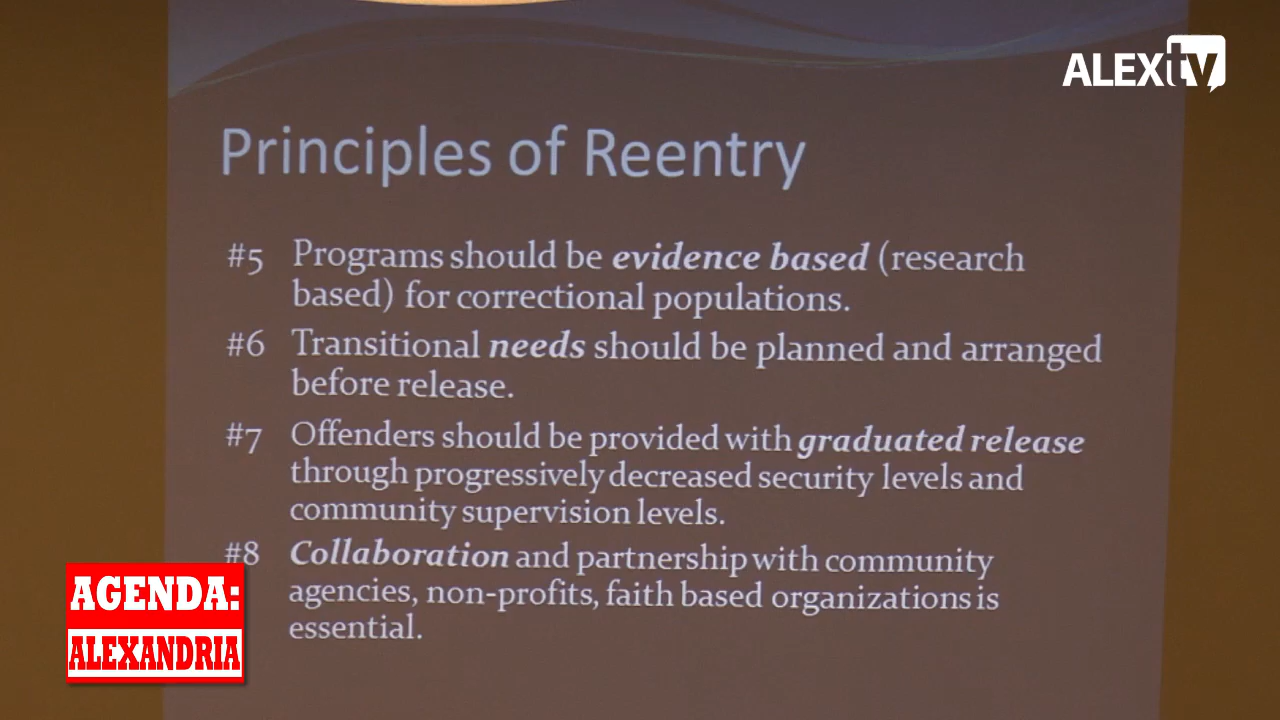 ALEXtv
Principles of Reentry
#5 Programs should be evidence based (research
based) for correctional populations.
#6 Transitional needs should be planned and arranged
before release.
#7 Offenders should be provided with graduated release
through progressively decreased security levels and
community supervision levels.
#8 Collaboration and partnership with community
agencies, non-profits, faith based organizations is
essential.
AGENDA:
ALEXANDRIA